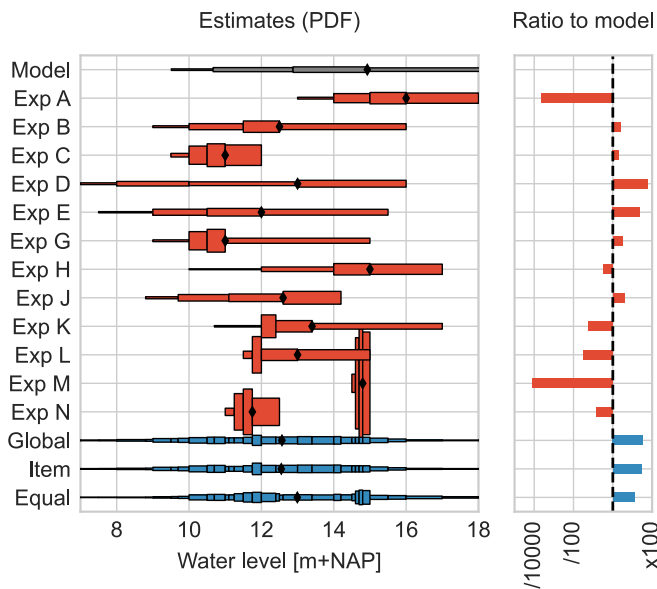 Estimates (PDF)
Ratio to model
Model
Exp A
Exp B
Exp C
Exp D
Exp E
Exp G
Exp H
Exp J
Exp K
Exp L
Exp M
Exp N
Global
Item
Equal
8 10 12 14 16 18
Water level [m+NAP]
/10000
/100
x100